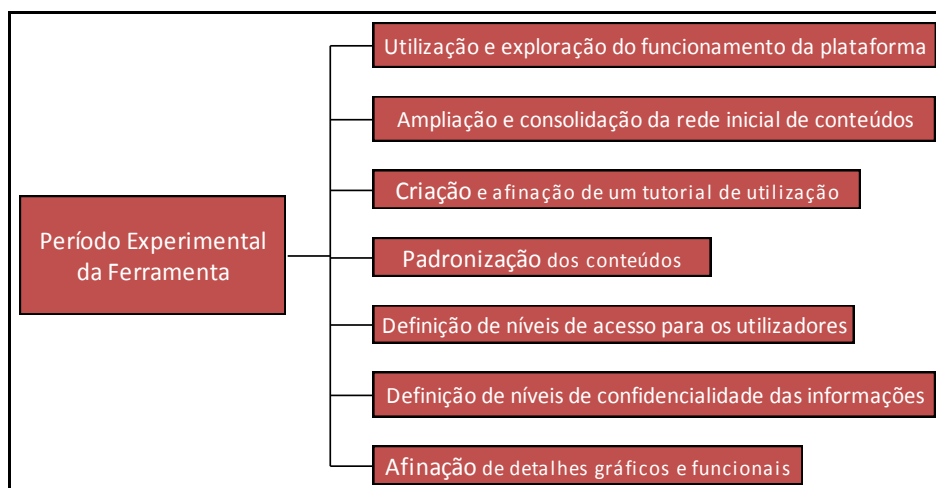 Utilização e exploração do funcionamento da plataforma
Ampliação e consolidação da rede inicial de conteúdos
Criação e afinação de um tutorial de utilização
Período Experimental
da Ferramenta
Padronização dos conteúdos
Definição de níveis de acesso para os utilizadores
Definição de níveis de confidencialidade das informações
Afinação de detalhes gráficos e funcionais